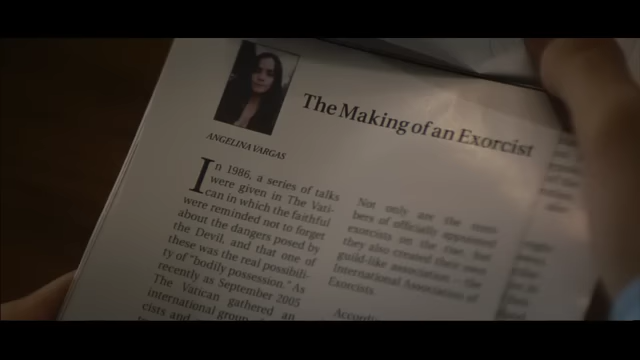 The Making of an Exorcist
ANGELINA VARGAS
In 1986, a series of talks
were given in The Vati-
can in which the faithful
were reminded not to forget
about the dangers posed by
the Devil, and that one of
these was the real possibili-
ty of "bodily possession." As
recently as September 2005
The Vatican gathered an
international group
cists and
Not only are the num-
bers of officially appointed
exorcists on the rise, but
they also created their own
guild-like association – the
International Association of
Exorcists.